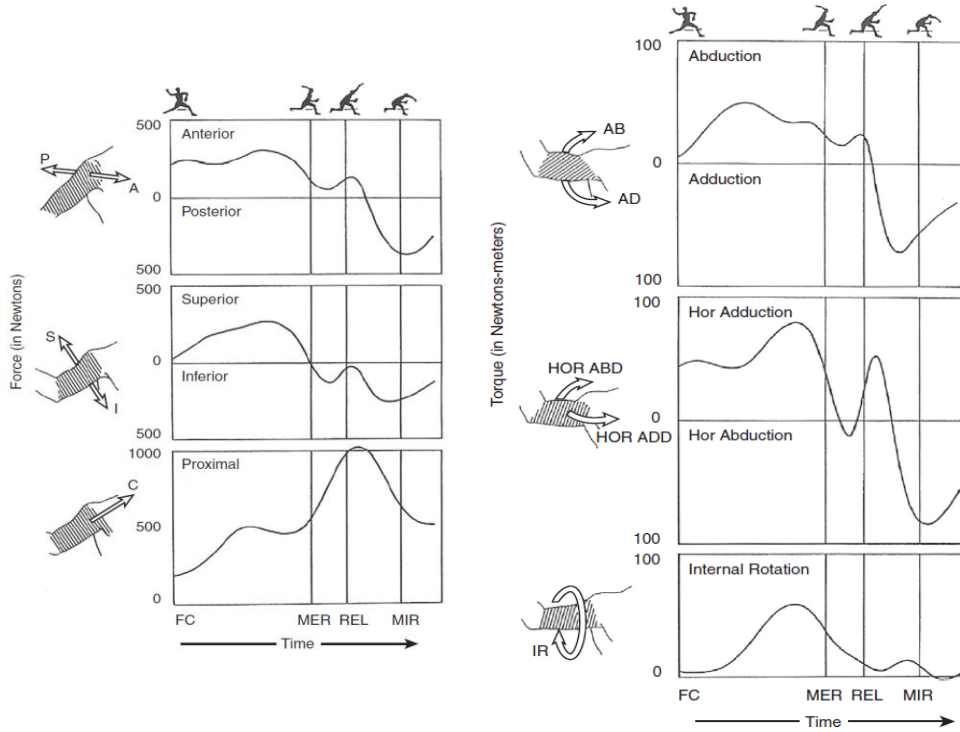 Force (in Newtons)
500
Anterior
P
A
0
Posterior
500
500
Superior
S
0
Inferior
I
500
1000
Proximal
C
500
0
FC MER REL MIR
Time
Torque (in Newtons-meters)
100
Abduction
AB
0
Adduction
AD
100
100
Hor Adduction
HOR ABD
0
HOR ADD
Hor Abduction
100
100
Internal Rotation
IR
0
FC MER REL MIR
Time